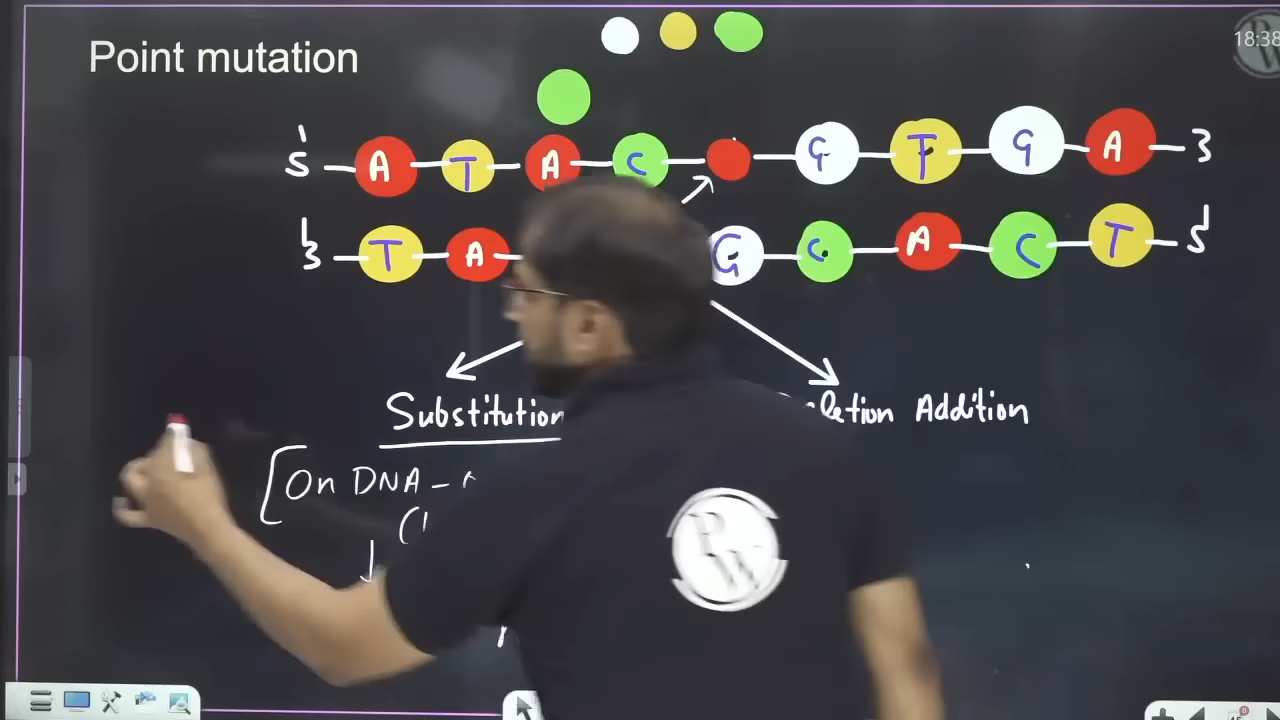 18:38
Point mutation
5' A T A C G T G A 3
3' T A G C A C T 5'
Substitution Addition
[On DNA -